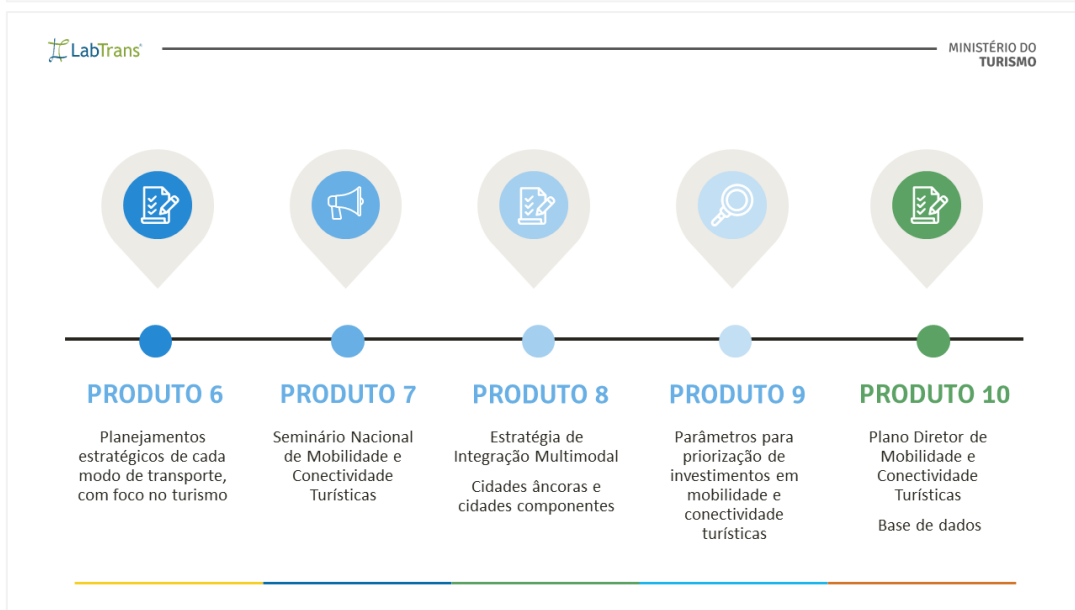 LabTrans
MINISTÉRIO DO
TURISMO
PRODUTO 6
Planejamentos
estratégicos de cada
modo de transporte,
com foco no turismo
PRODUTO 7
Seminário Nacional
de Mobilidade e
Conectividade
Turísticas
PRODUTO 8
Estratégia de
Integração Multimodal
Cidades âncoras e
cidades componentes
PRODUTO 9
Parâmetros para
priorização de
investimentos em
mobilidade e
conectividade
turísticas
PRODUTO 10
Plano Diretor de
Mobilidade e
Conectividade
Turísticas
Base de dados